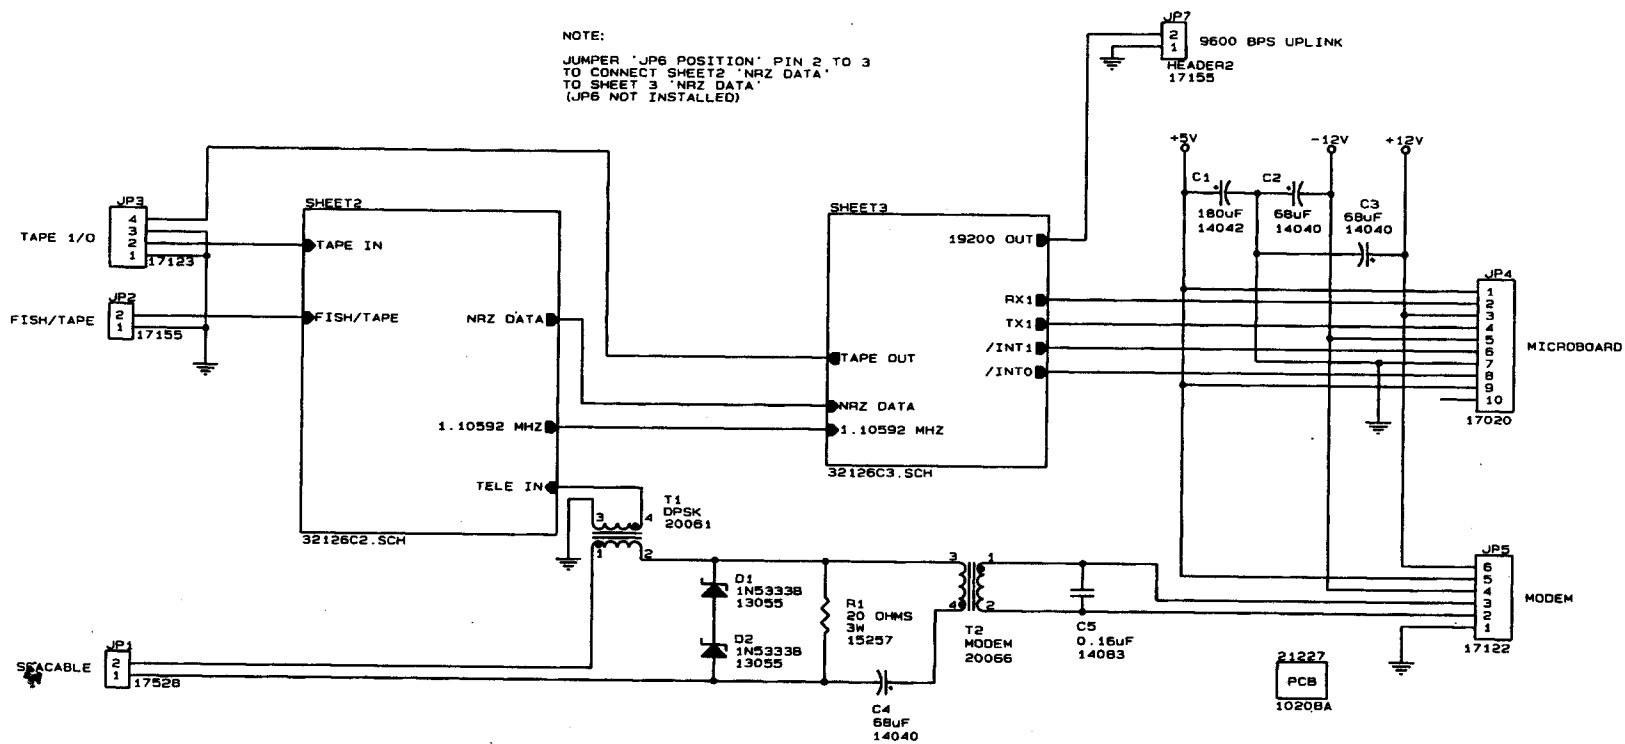 NOTE:
JUMPER 'JP6 POSITION' PIN 2 TO 3
TO CONNECT SHEET2 'NRZ DATA'
TO SHEET 3 'NRZ DATA'
(JP6 NOT INSTALLED)
JP7
2
1
9600 BPS UPLINK
HEADER2
17155
+5V
-12V
+12V
C1
180uF
14042
C2
68uF
14040
C3
68uF
14040
JP3
4
3
2
1
TAPE I/O
17123
JP2
2
1
FISH/TAPE
17155
SHEET2
TAPE IN
FISH/TAPE
NRZ DATA
1.10592 MHZ
TELE IN
32126C2.SCH
SHEET3
19200 OUT
RX1
TX1
/INT1
/INT0
TAPE OUT
NRZ DATA
1.10592 MHZ
32126C3.SCH
JP4
1
2
3
4
5
6
7
8
9
10
MICROBOARD
17020
T1
DPSK
20061
3
4
1
2
D1
1N5333B
13055
D2
1N5333B
13055
R1
20 OHMS
3W
15257
3
1
4
2
T2
MODEM
20066
C5
0.16uF
14083
C4
68uF
14040
JP1
2
1
SEACABLE
17528
JP5
6
5
4
3
2
1
MODEM
17122
21227
PCB
10208A